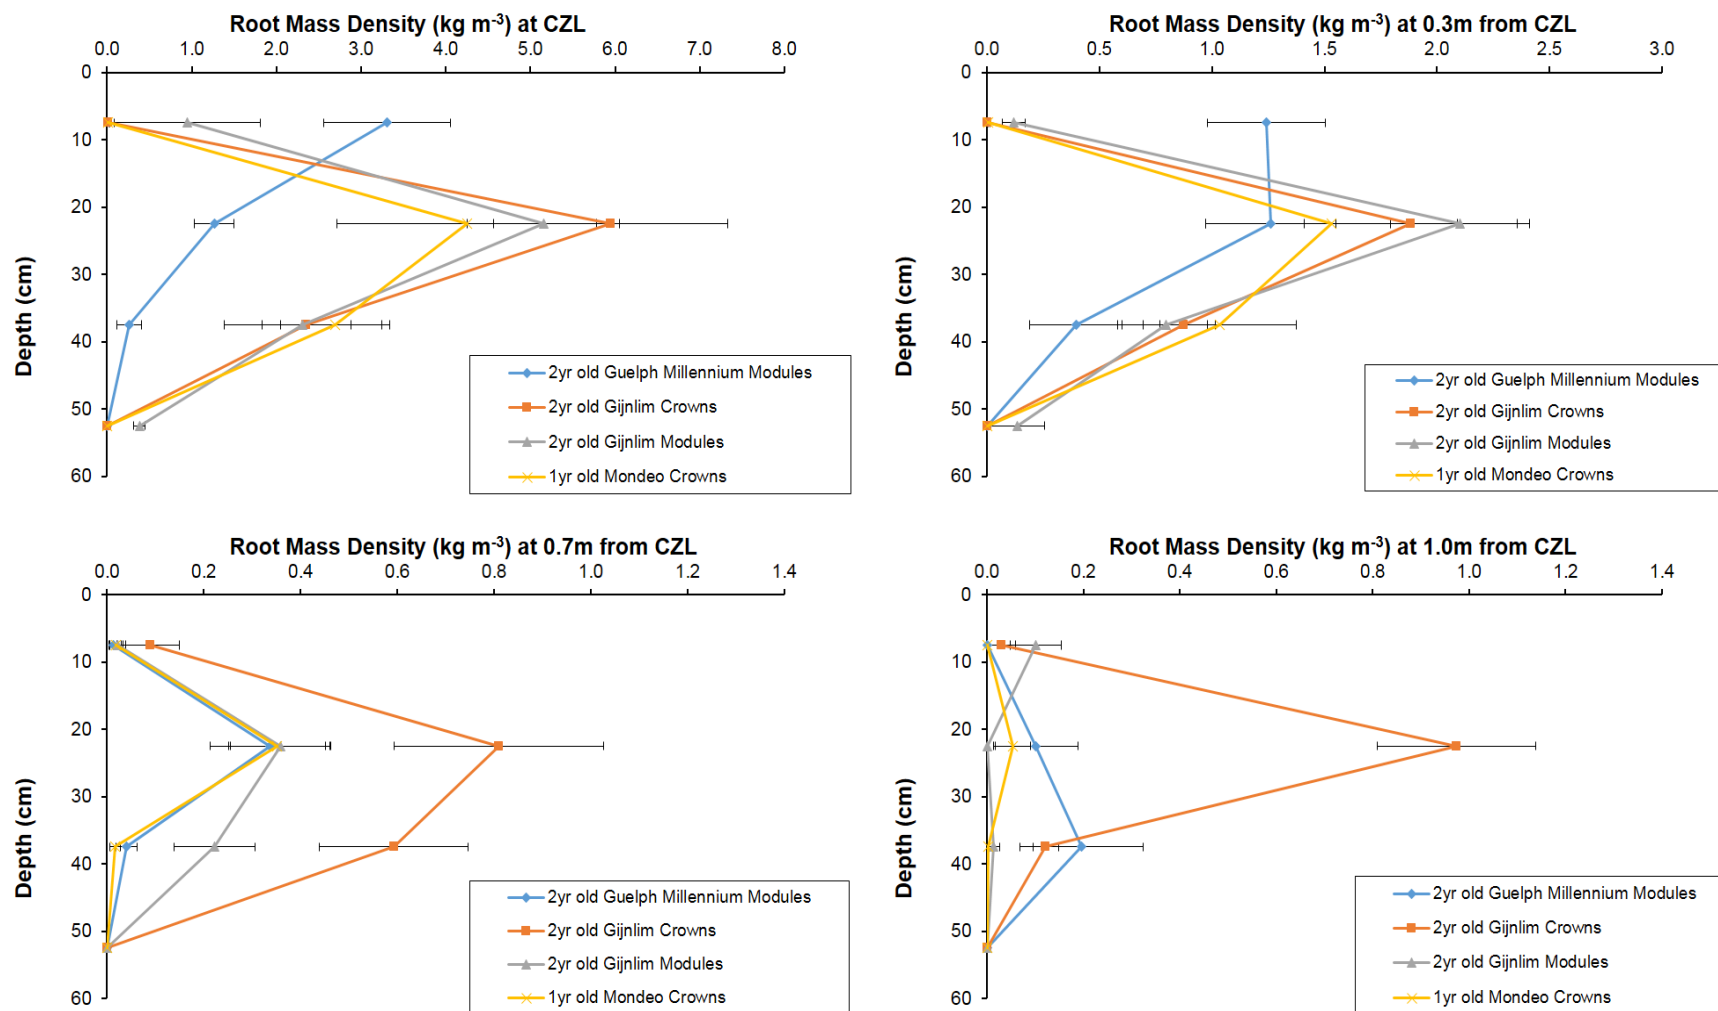 Root Mass Density (kg m-3) at CZL
0.0 1.0 2.0 3.0 4.0 5.0 6.0 7.0 8.0
0
10
20
30
40
50
60
Depth (cm)
2yr old Guelph Millennium Modules
2yr old Gijnlim Crowns
2yr old Gijnlim Modules
1yr old Mondeo Crowns
Root Mass Density (kg m-3) at 0.3m from CZL
0.0 0.5 1.0 1.5 2.0 2.5 3.0
0
10
20
30
40
50
60
Depth (cm)
2yr old Guelph Millennium Modules
2yr old Gijnlim Crowns
2yr old Gijnlim Modules
1yr old Mondeo Crowns
Root Mass Density (kg m-3) at 0.7m from CZL
0.0 0.2 0.4 0.6 0.8 1.0 1.2 1.4
0
10
20
30
40
50
60
Depth (cm)
2yr old Guelph Millennium Modules
2yr old Gijnlim Crowns
2yr old Gijnlim Modules
1yr old Mondeo Crowns
Root Mass Density (kg m-3) at 1.0m from CZL
0.0 0.2 0.4 0.6 0.8 1.0 1.2 1.4
0
10
20
30
40
50
60
Depth (cm)
2yr old Guelph Millennium Modules
2yr old Gijnlim Crowns
2yr old Gijnlim Modules
1yr old Mondeo Crowns